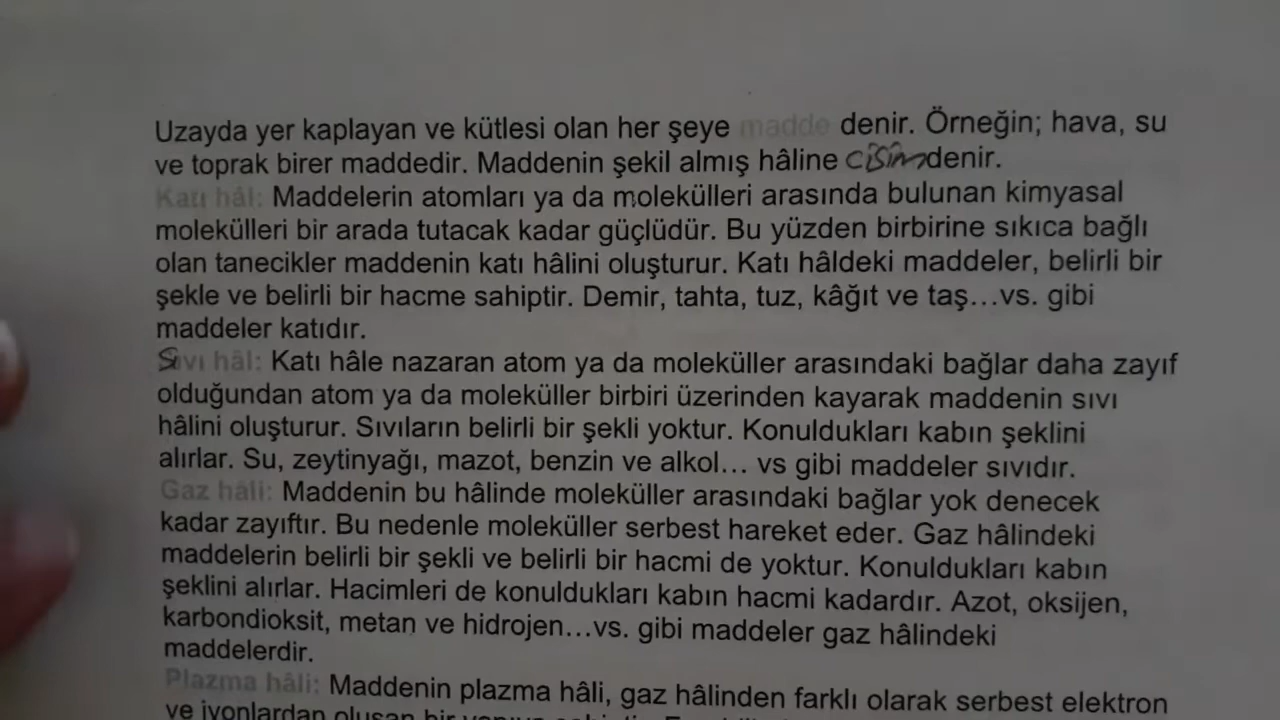 Uzayda yer kaplayan ve kütlesi olan her şeye madde denir. Örneğin; hava, su
ve toprak birer maddedir. Maddenin şekil almış hâline cisim denir.
Katı hâl: Maddelerin atomları ya da molekülleri arasında bulunan kimyasal
molekülleri bir arada tutacak kadar güçlüdür. Bu yüzden birbirine sıkıca bağlı
olan tanecikler maddenin katı hâlini oluşturur. Katı hâldeki maddeler, belirli bir
şekle ve belirli bir hacme sahiptir. Demir, tahta, tuz, kâğıt ve taş...vs. gibi
maddeler katıdır.
Sıvı hâl: Katı hâle nazaran atom ya da moleküller arasındaki bağlar daha zayıf
olduğundan atom ya da moleküller birbiri üzerinden kayarak maddenin sıvı
hâlini oluşturur. Sıvıların belirli bir şekli yoktur. Konuldukları kabın şeklini
alırlar. Su, zeytinyağı, mazot, benzin ve alkol... vs gibi maddeler sıvıdır.
Gaz hâli: Maddenin bu hâlinde moleküller arasındaki bağlar yok denecek
kadar zayıftır. Bu nedenle moleküller serbest hareket eder. Gaz hâlindeki
maddelerin belirli bir şekli ve belirli bir hacmi de yoktur. Konuldukları kabın
şeklini alırlar. Hacimleri de konuldukları kabın hacmi kadardır. Azot, oksijen,
karbondioksit, metan ve hidrojen...vs. gibi maddeler gaz hâlindeki
maddelerdir.
Plazma hâli: Maddenin plazma hâli, gaz hâlinden farklı olarak serbest elektron
ve iyonlardan oluşan bir